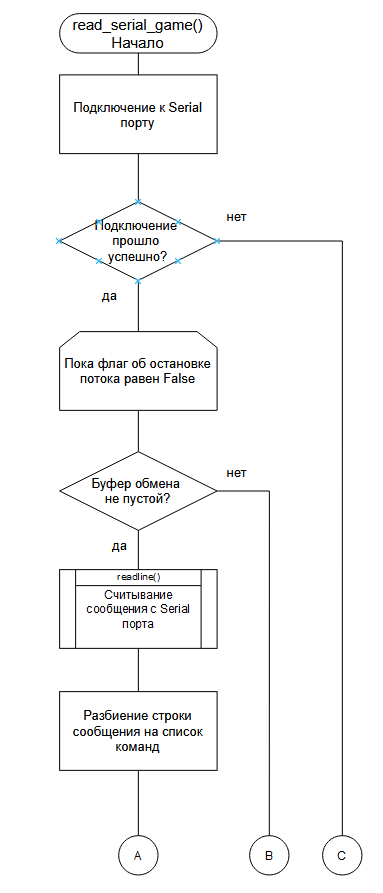 read_serial_game()
Начало
Подключение к Serial
порту
Подключение
прошло
успешно?
нет
да
Пока флаг об остановке
потока равен False
Буфер обмена
не пустой?
нет
да
readline()
Считывание
сообщения с Serial
порта
Разбиение строки
сообщения на список
команд
A
B
C